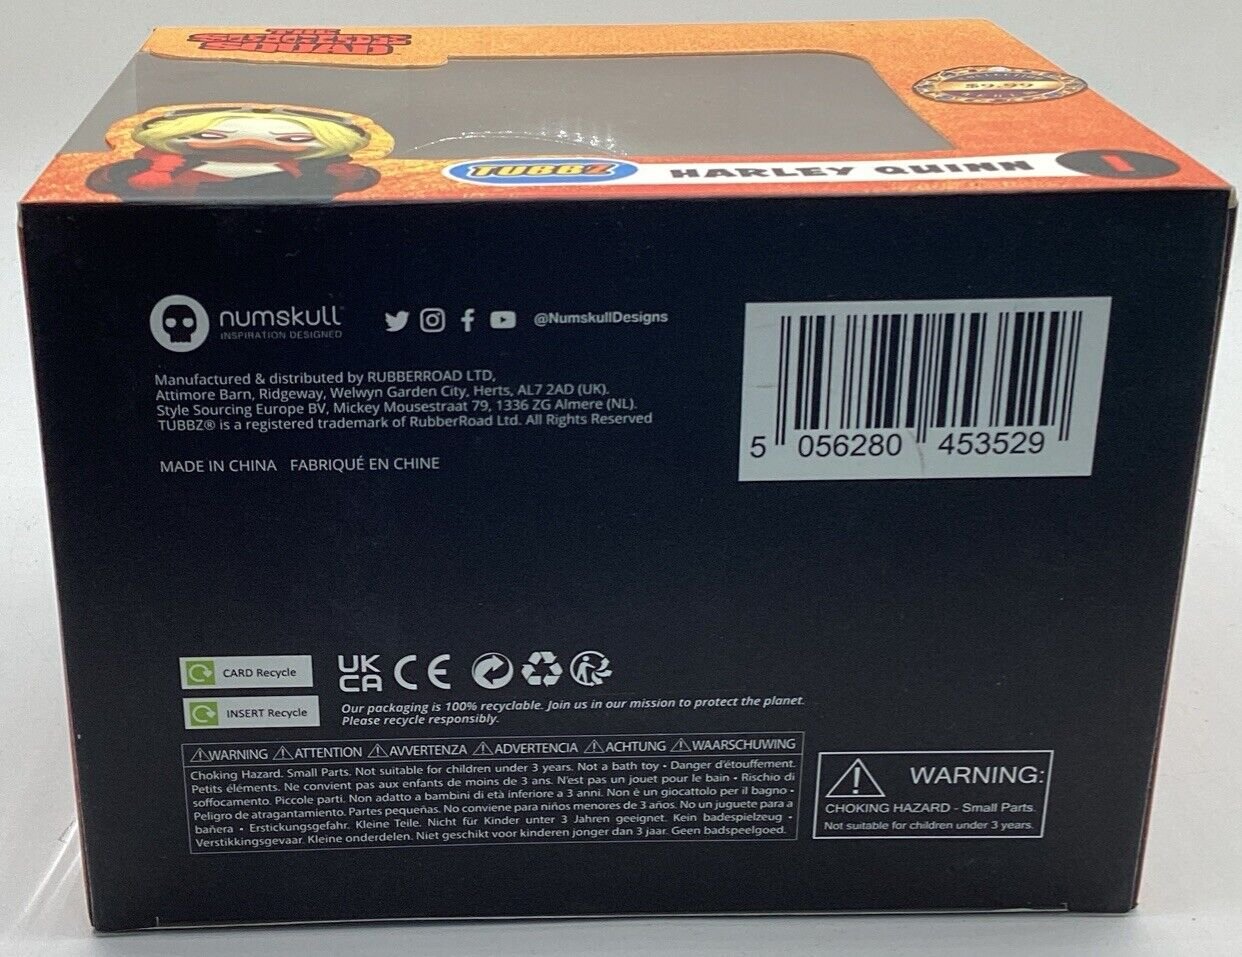 THE
SUICIDE
SQUAD
$9.99
TUBBZ
HARLEY QUINN
1
numskull
INSPIRATION DESIGNED
@NumskullDesigns
Manufactured & distributed by RUBBERROAD LTD,
Attimore Barn, Ridgeway, Welwyn Garden City, Herts, AL7 2AD (UK).
Style Sourcing Europe BV, Mickey Mousestraat 79, 1336 ZG Almere (NL).
TUBBZ® is a registered trademark of RubberRoad Ltd. All Rights Reserved
MADE IN CHINA FABRIQUÉ EN CHINE
5 056280 453529
CARD Recycle
INSERT Recycle
UK
CA
CE
Our packaging is 100% recyclable. Join us in our mission to protect the planet.
Please recycle responsibly.
WARNING ATTENTION AVVERTENZA ADVERTENCIA ACHTUNG WAARSCHUWING
Choking Hazard. Small Parts. Not suitable for children under 3 years. Not a bath toy • Danger d'étouffement.
Petits éléments. Ne convient pas aux enfants de moins de 3 ans. N'est pas un jouet pour le bain • Rischio di
soffocamento. Piccole parti. Non adatto a bambini di età inferiore a 3 anni. Non è un giocattolo per il bagno •
Peligro de atragantamiento. Partes pequeñas. No conviene para niños menores de 3 años. No un juguete para a
bañera • Erstickungsgefahr. Kleine Teile. Nicht für Kinder unter 3 Jahren geeignet. Kein badespielzeug •
Verstikkingsgevaar. Kleine onderdelen. Niet geschikt voor kinderen jonger dan 3 jaar. Geen badspeelgoed.
WARNING:
CHOKING HAZARD - Small Parts.
Not suitable for children under 3 years.